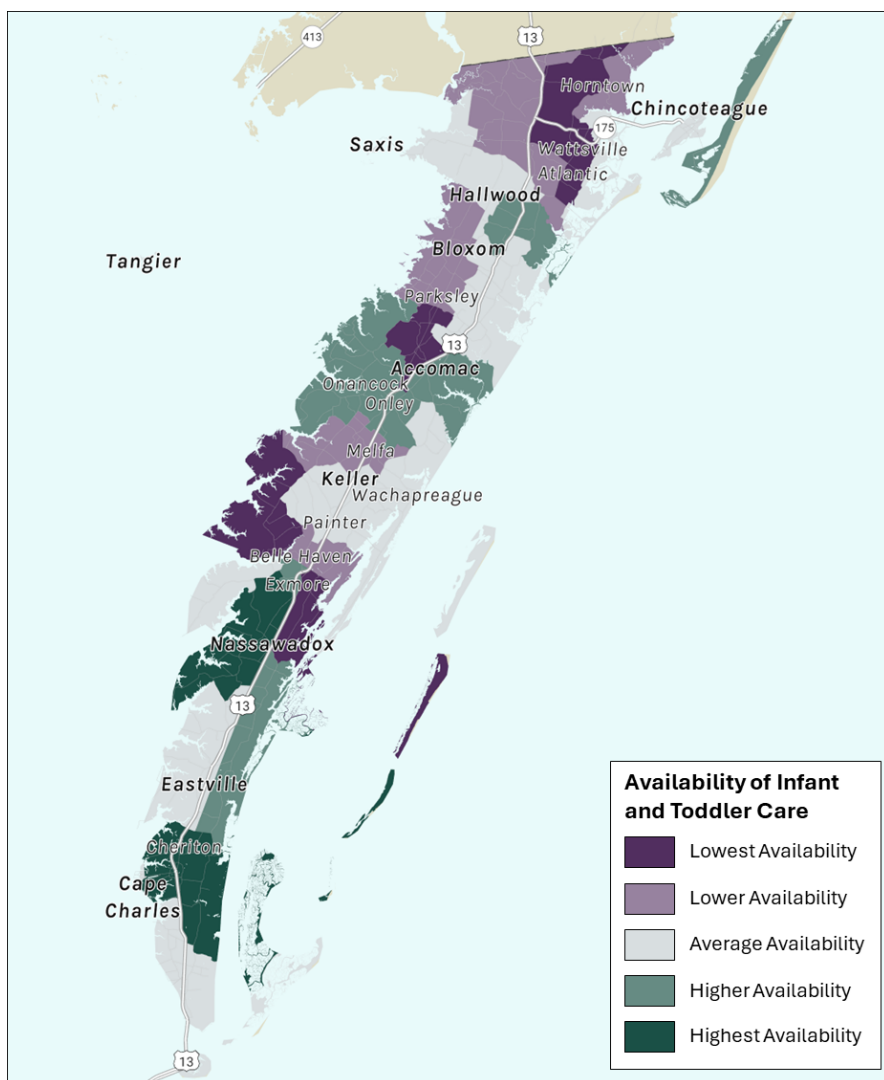 413
13
Horntown
Chincoteague
175
Saxis
Wattsville
Atlantic
Hallwood
Bloxom
Tangier
Parksley
13
Accomac
Onancock
Onley
Melfa
Keller
Wachapreague
Painter
Belle Haven
Exmore
Nassawadox
13
Eastville
Cheriton
Cape
Charles
13
Availability of Infant
and Toddler Care
Lowest Availability
Lower Availability
Average Availability
Higher Availability
Highest Availability